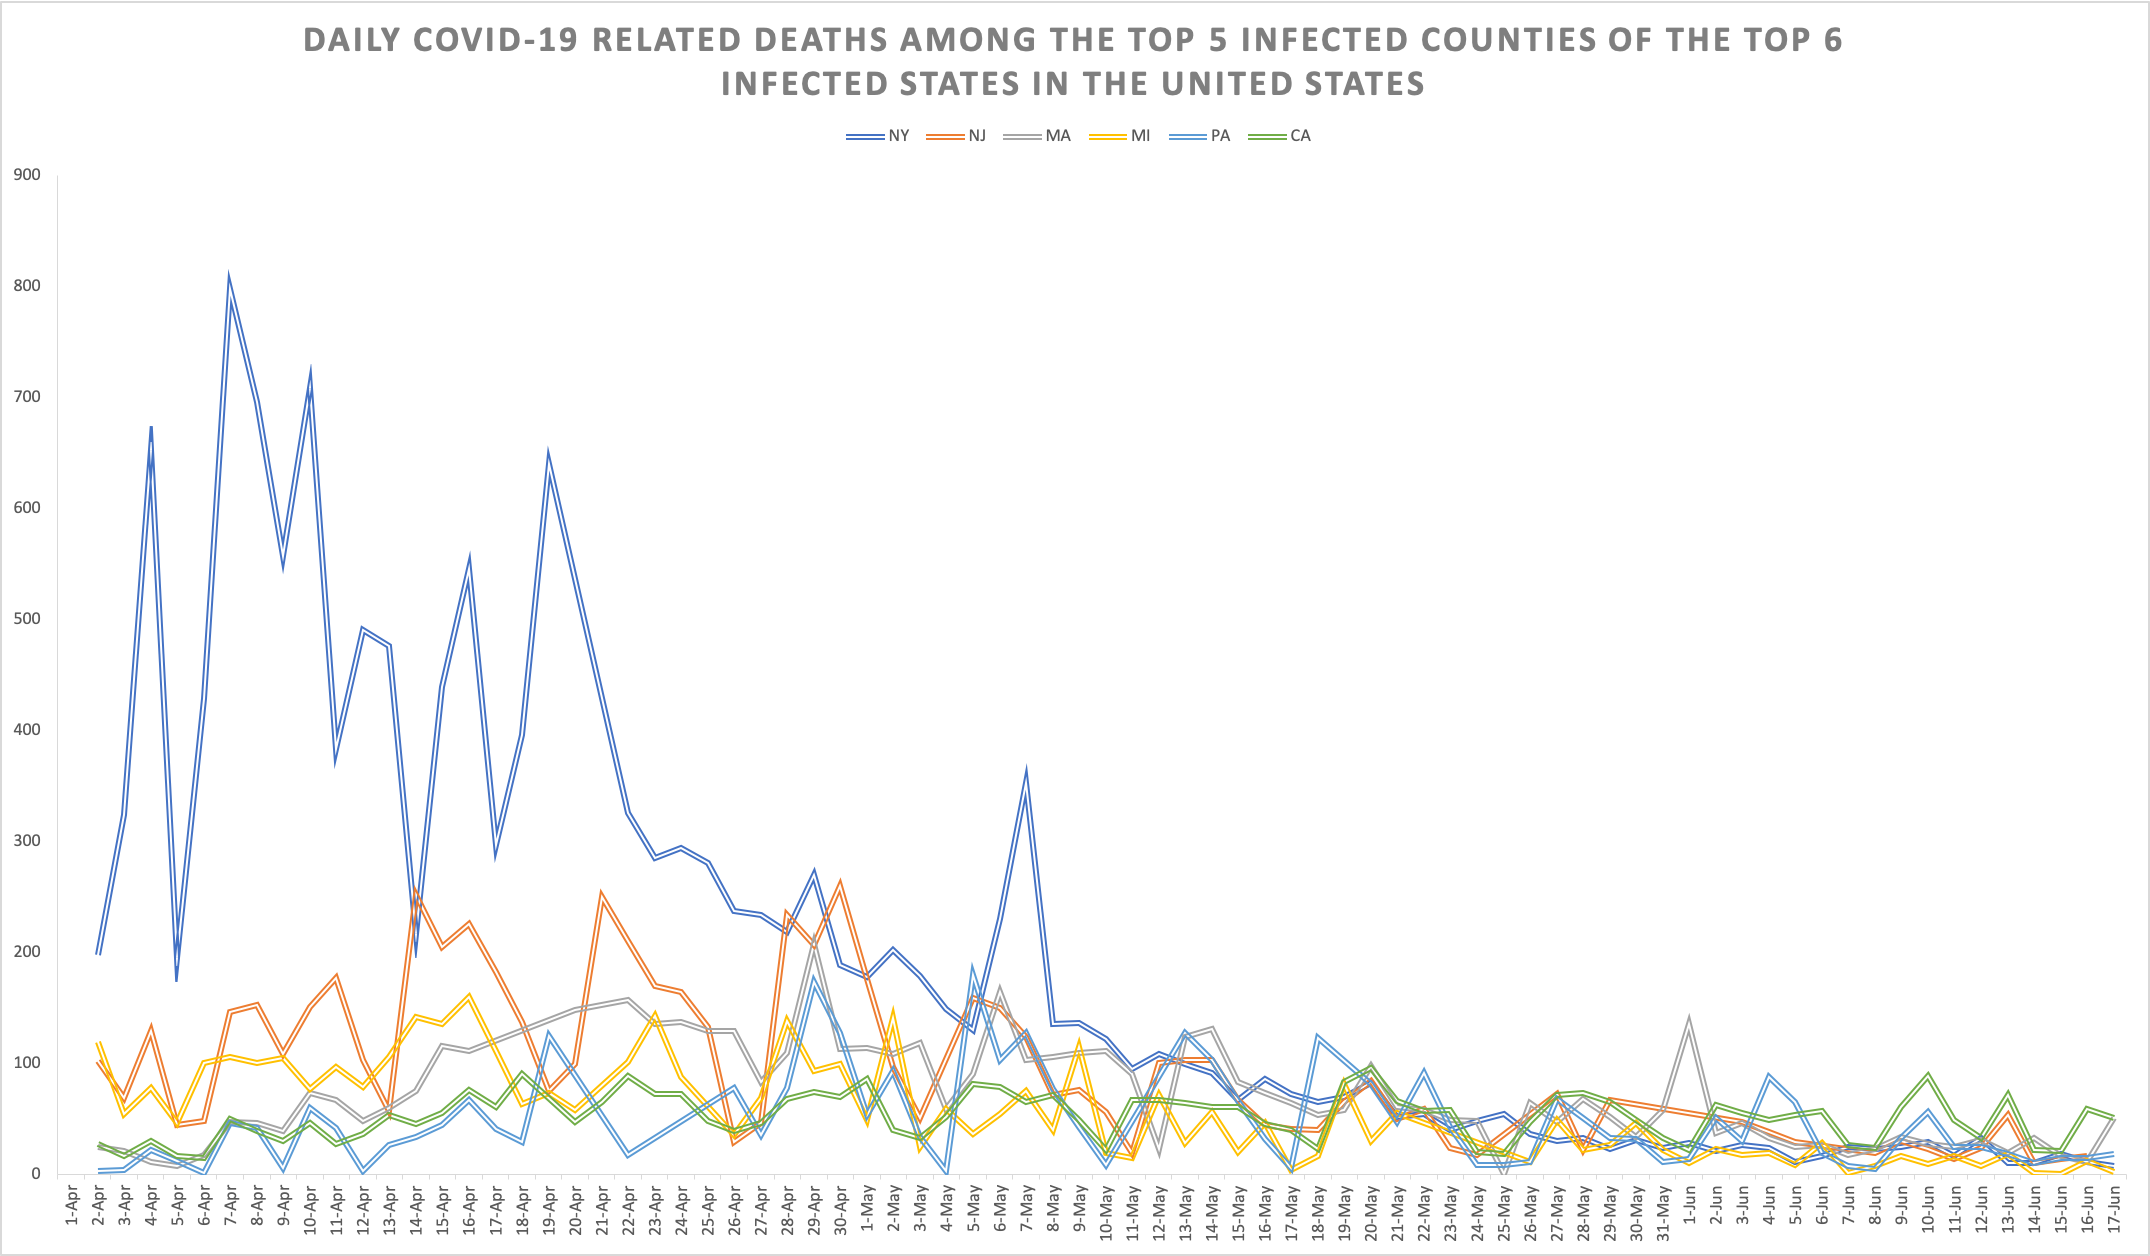 DAILY COVID-19 RELATED DEATHS AMONG THE TOP 5 INFECTED COUNTIES OF THE TOP 6
INFECTED STATES IN THE UNITED STATES
NY NJ MA MI PA CA
900
800
700
600
500
400
300
200
100
0
1-Apr
2-Apr
3-Apr
4-Apr
5-Apr
6-Apr
7-Apr
8-Apr
9-Apr
10-Apr
11-Apr
12-Apr
13-Apr
14-Apr
15-Apr
16-Apr
17-Apr
18-Apr
19-Apr
20-Apr
21-Apr
22-Apr
23-Apr
24-Apr
25-Apr
26-Apr
27-Apr
28-Apr
29-Apr
30-Apr
1-May
2-May
3-May
4-May
5-May
6-May
7-May
8-May
9-May
10-May
11-May
12-May
13-May
14-May
15-May
16-May
17-May
18-May
19-May
20-May
21-May
22-May
23-May
24-May
25-May
26-May
27-May
28-May
29-May
30-May
31-May
1-Jun
2-Jun
3-Jun
4-Jun
5-Jun
6-Jun
7-Jun
8-Jun
9-Jun
10-Jun
11-Jun
12-Jun
13-Jun
14-Jun
15-Jun
16-Jun
17-Jun